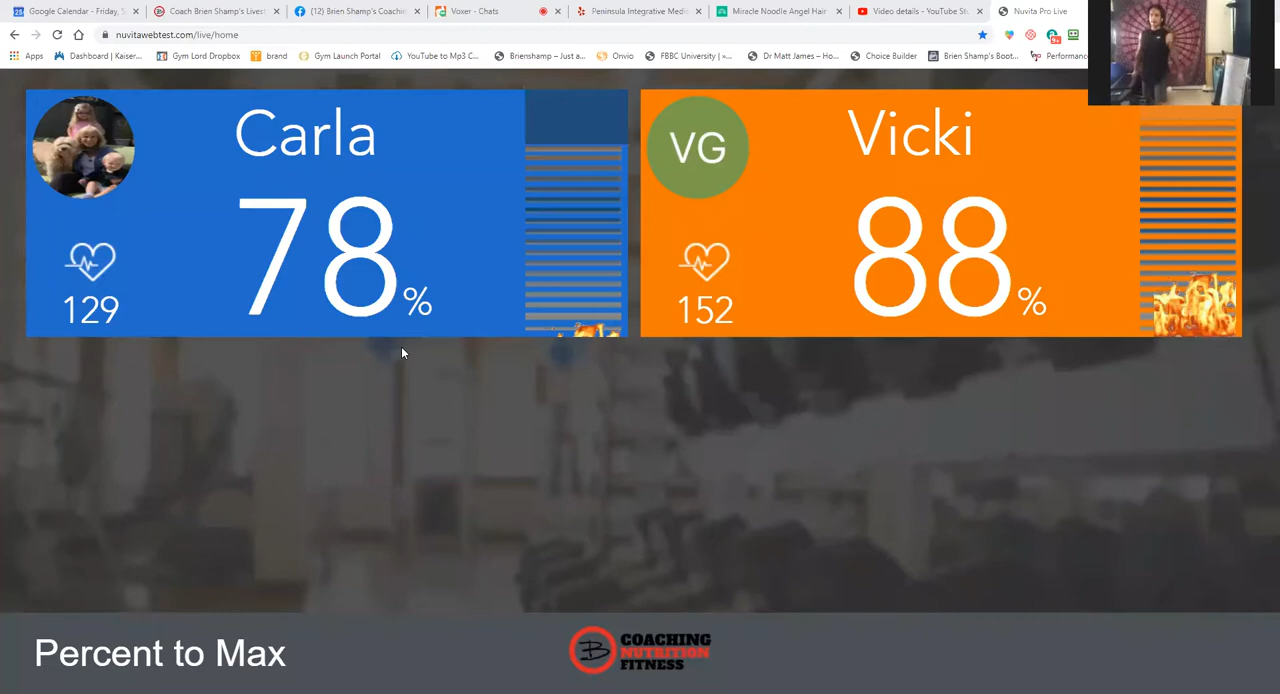 Google Calendar - Friday, S
Coach Brien Shamp's Livest
(12) Brien Shamp's Coachin
Voxer - Chats
Peninsula Integrative Medi
Miracle Noodle Angel Hair
Video details - YouTube Stu
Nuvita Pro Live
nuvitawebtest.com/live/home
9+
Apps
Dashboard | Kaiser...
Gym Lord Dropbox
brand
Gym Launch Portal
YouTube to Mp3 C...
Brienshamp – Just a...
Onvio
FBBC University | »...
Dr Matt James – Ho...
Choice Builder
Brien Shamp's Boot...
Performance
Carla
78%
129
VG
Vicki
88%
152
Percent to Max
B
COACHING
NUTRITION
FITNESS